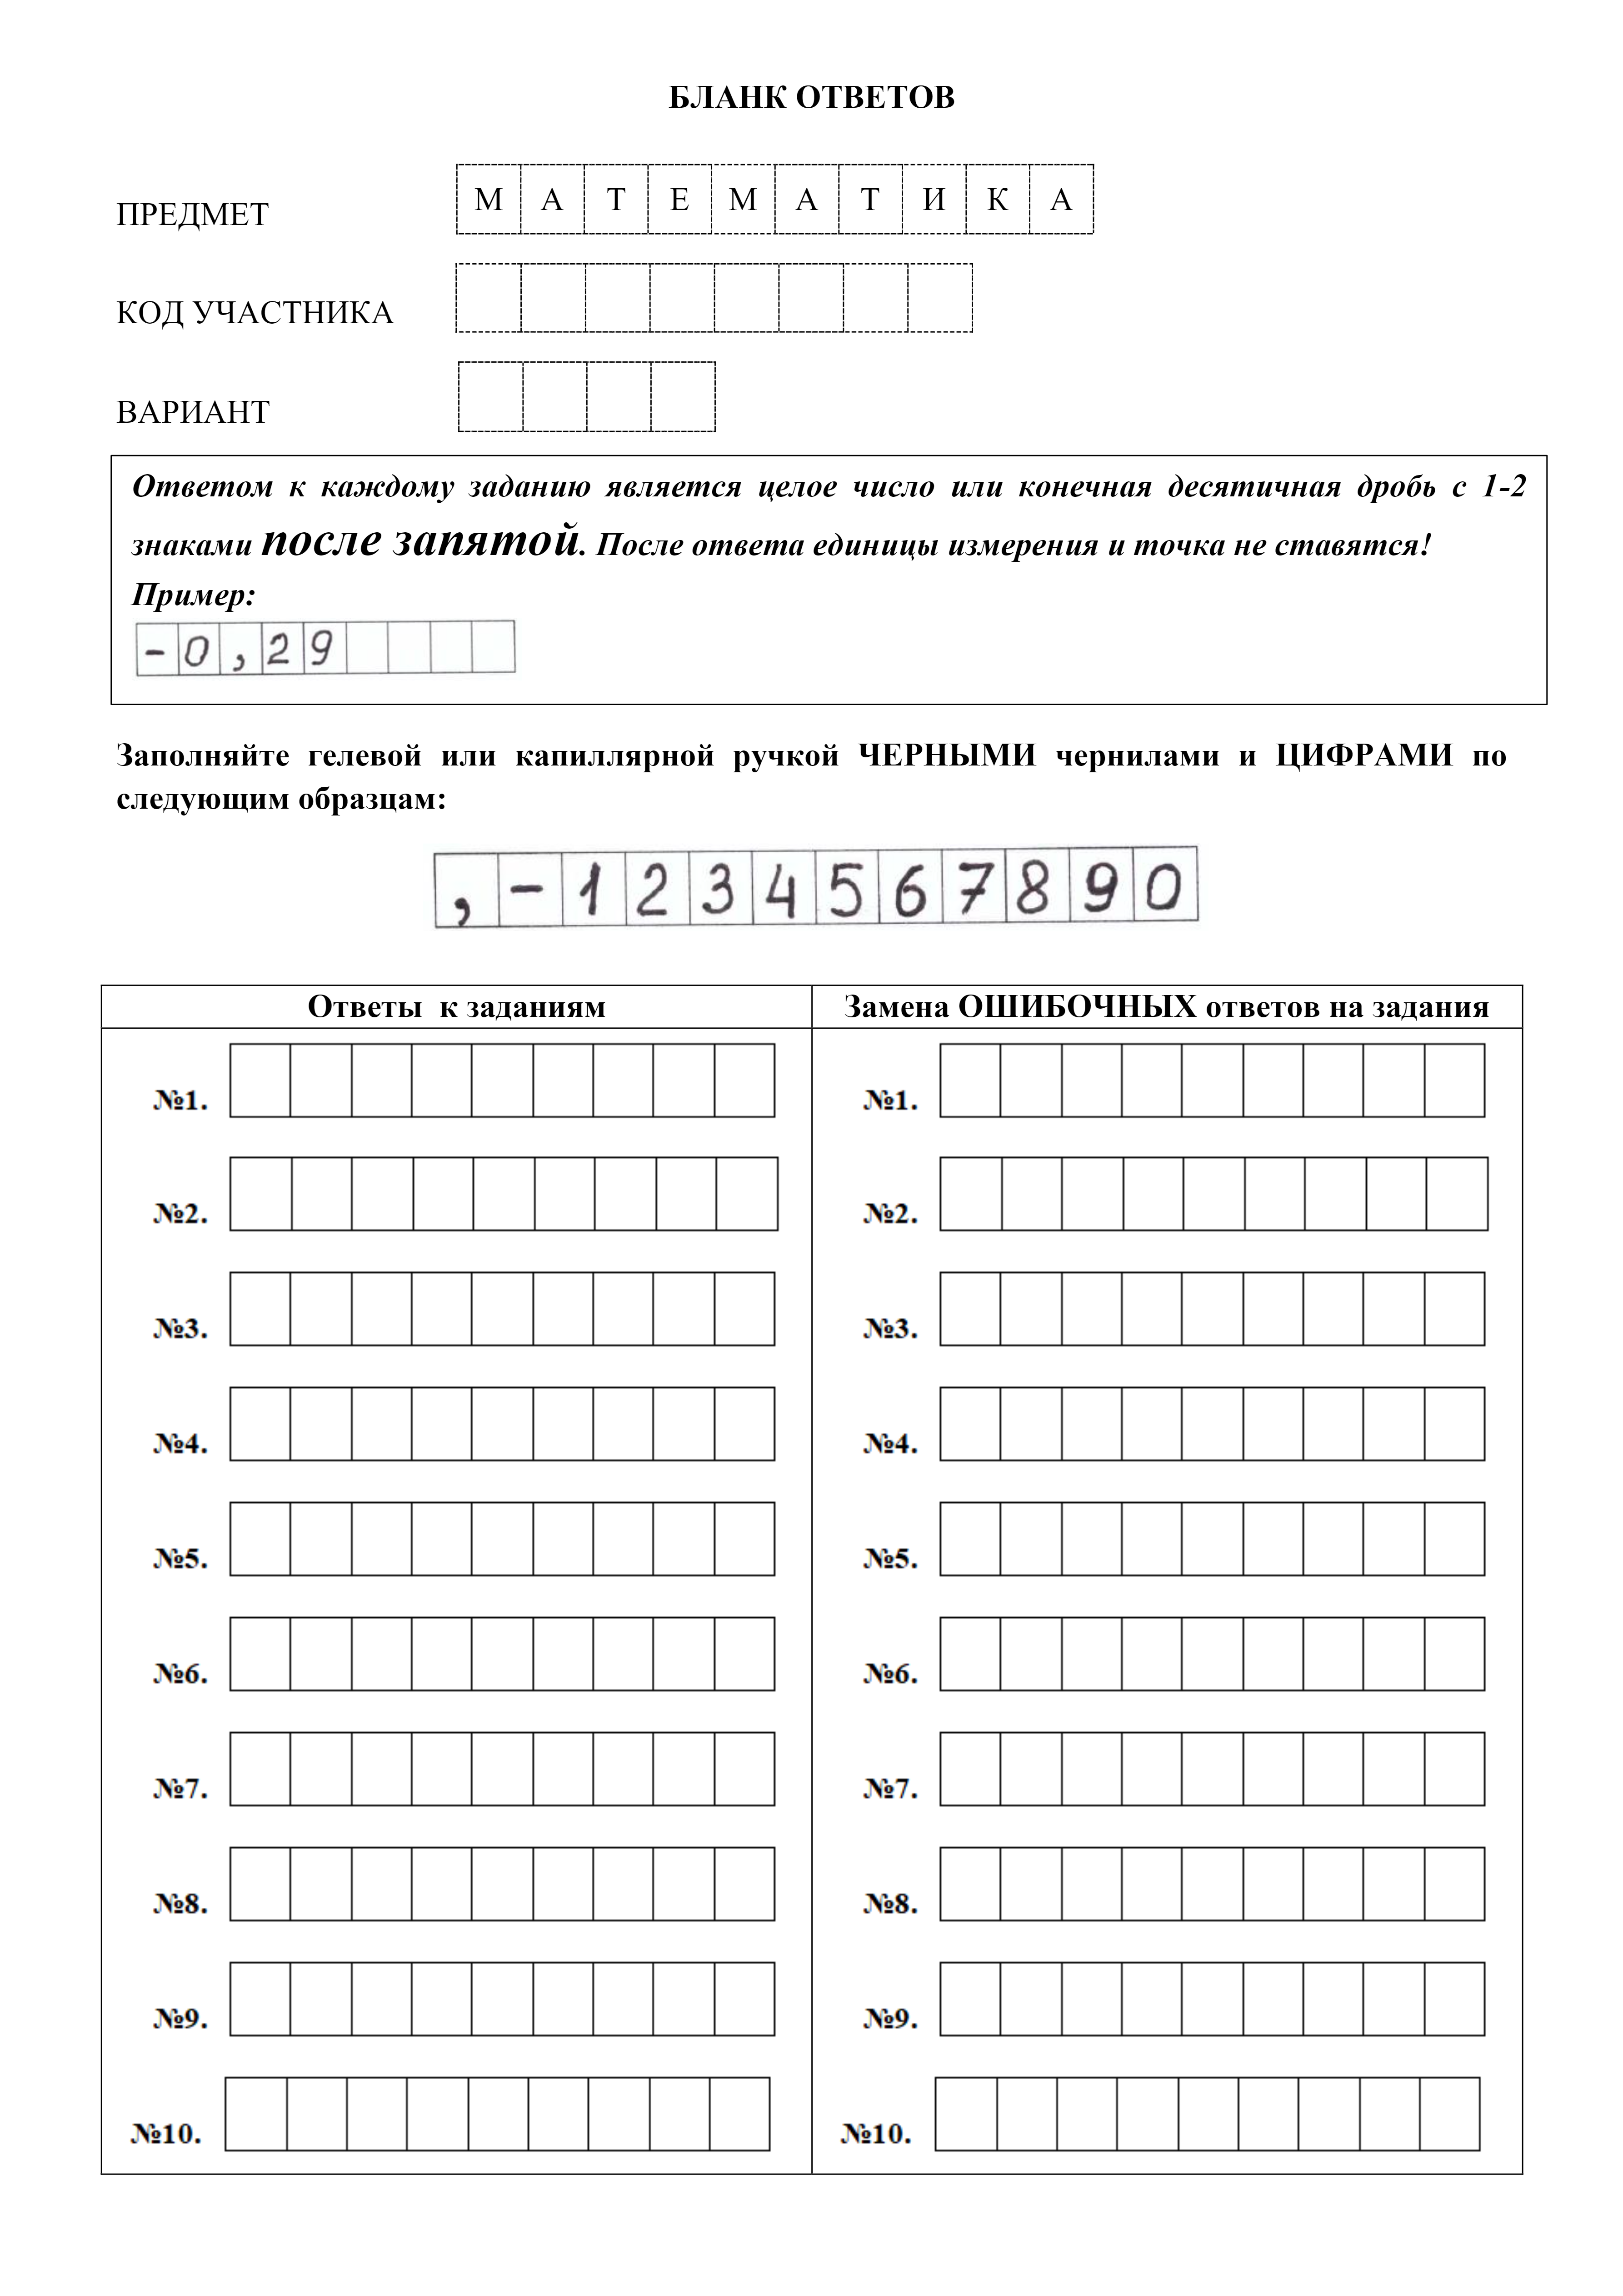 БЛАНК ОТВЕТОВ
ПРЕДМЕТ МАТЕМАТИКА
КОД УЧАСТНИКА
ВАРИАНТ
Ответом к каждому заданию является целое число или конечная десятичная дробь с 1-2
знаками после запятой. После ответа единицы измерения и точка не ставятся!
Пример:
-0,29
Заполняйте гелевой или капиллярной ручкой ЧЕРНЫМИ чернилами и ЦИФРАМИ по
следующим образцам:
, - 1 2 3 4 5 6 7 8 9 0
Ответы к заданиям Замена ОШИБОЧНЫХ ответов на задания
№1. №1.
№2. №2.
№3. №3.
№4. №4.
№5. №5.
№6. №6.
№7. №7.
№8. №8.
№9. №9.
№10. №10.